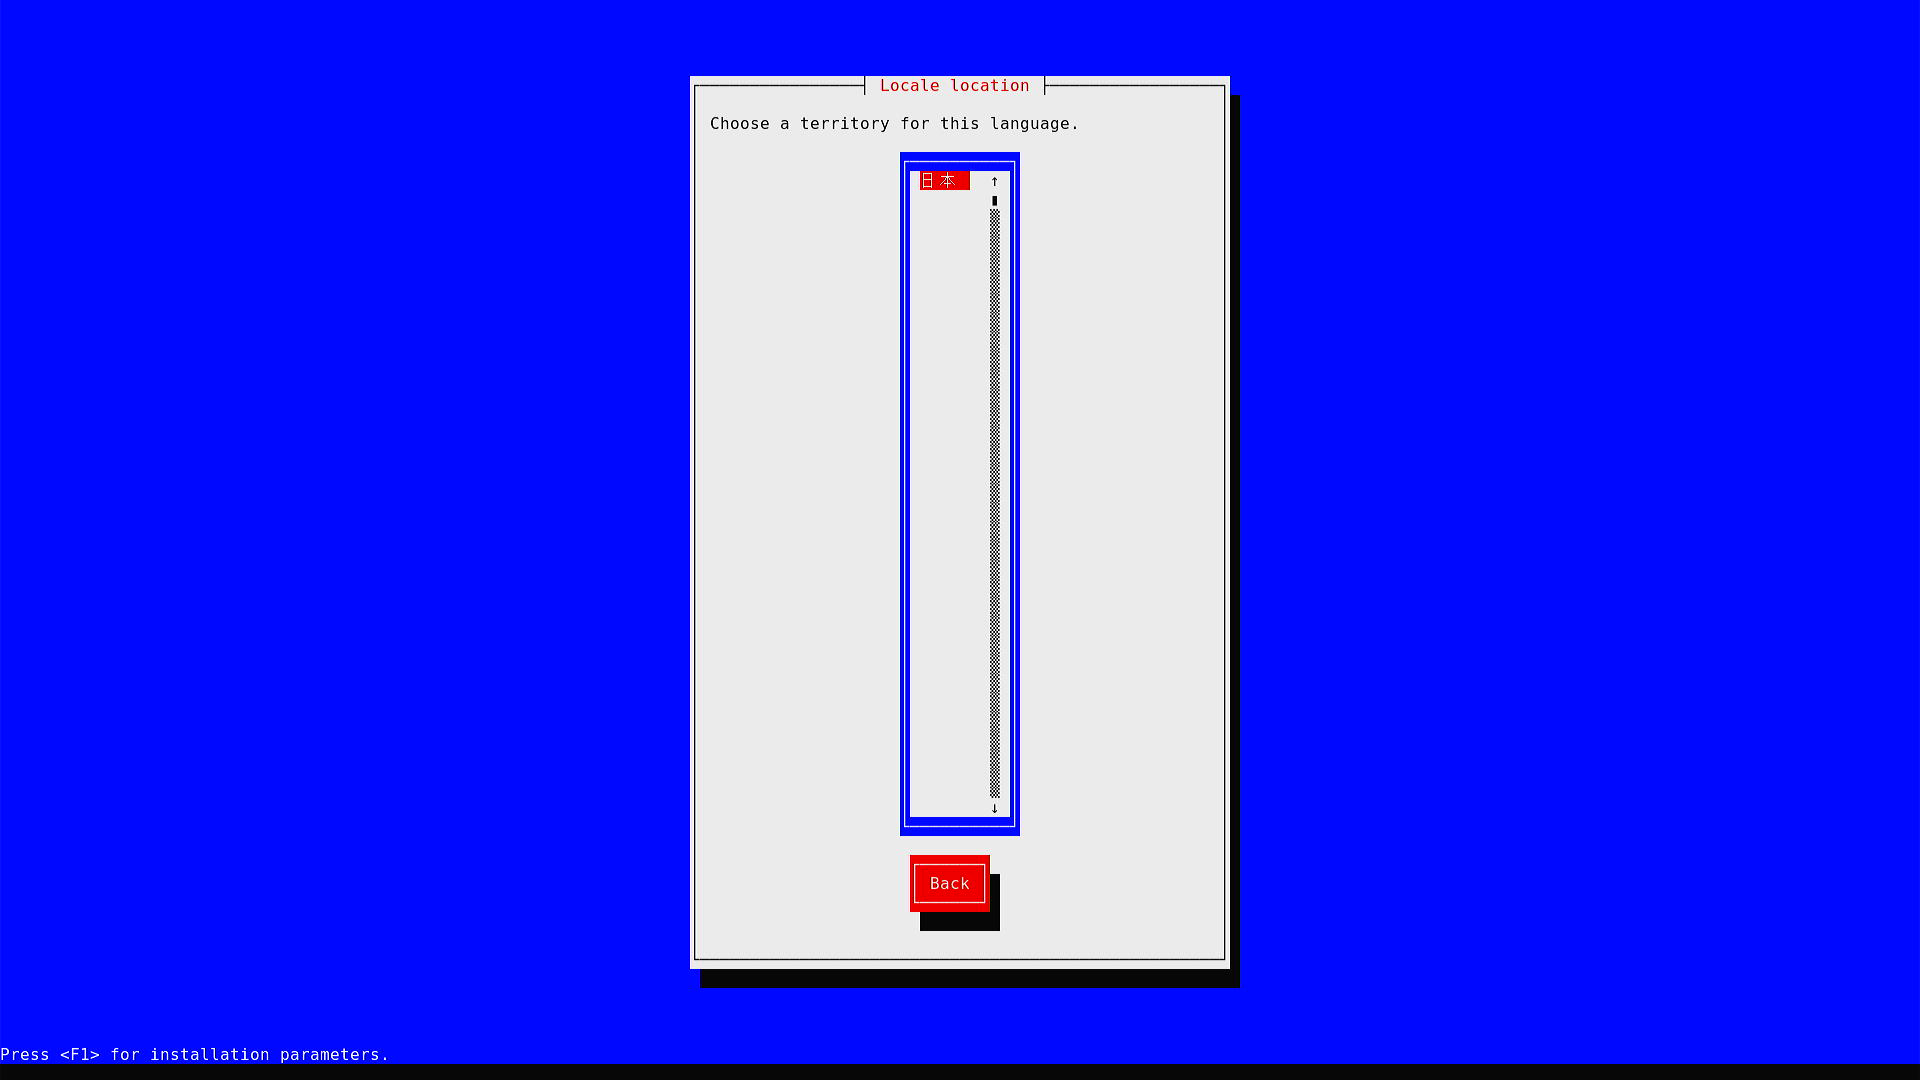 Locale location
Choose a territory for this language.
日本
↑
↓
Back
Press <F1> for installation parameters.